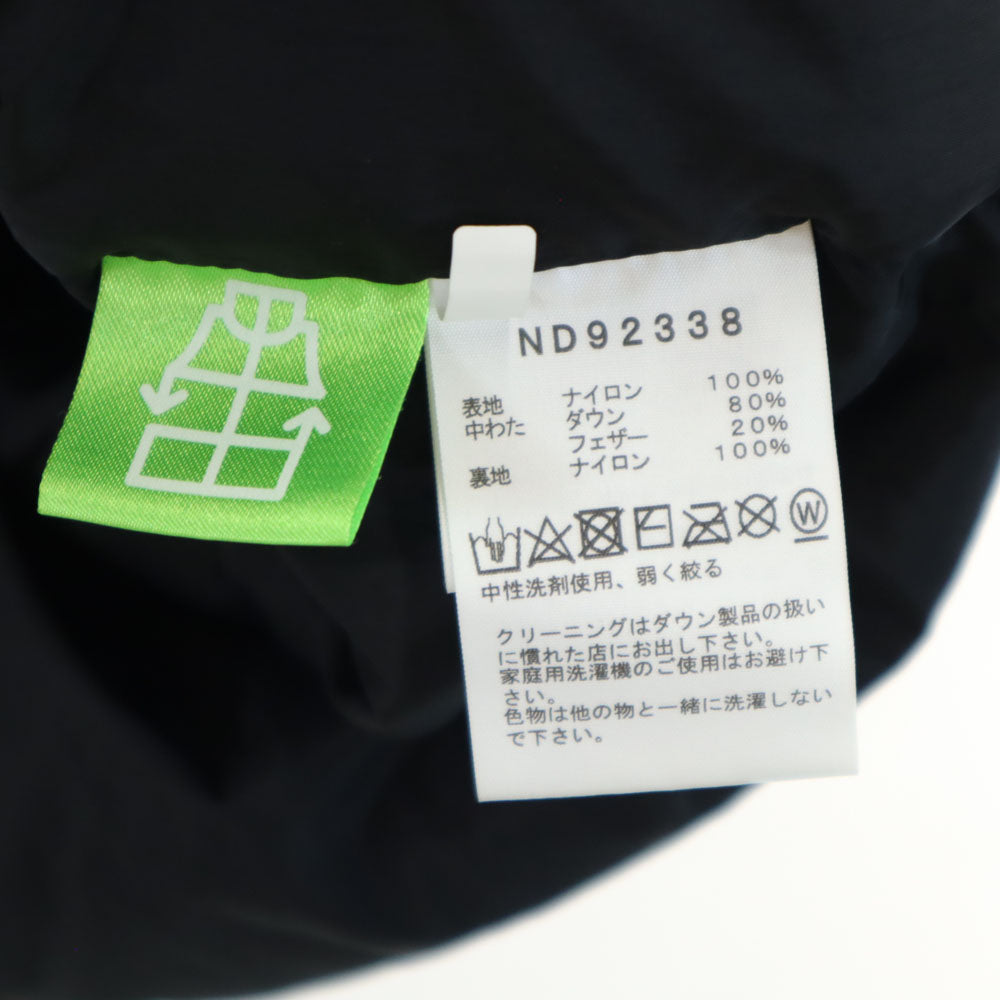 ND92338
表地 ナイロン 100%
中わた ダウン 80%
フェザー 20%
裏地 ナイロン 100%
W
中性洗剤使用、弱く絞る
クリーニングはダウン製品の扱い
に慣れた店にお出し下さい。
家庭用洗濯機のご使用はお避け下
さい。
色物は他の物と一緒に洗濯しない
で下さい。